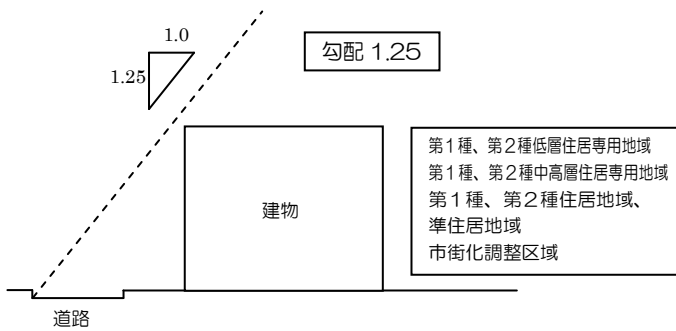 1.0
勾配 1.25
1.25
第１種、第２種低層住居専用地域
第１種、第２種中高層住居専用地域
第１種、第２種住居地域、
準住居地域
市街化調整区域
建物
道路